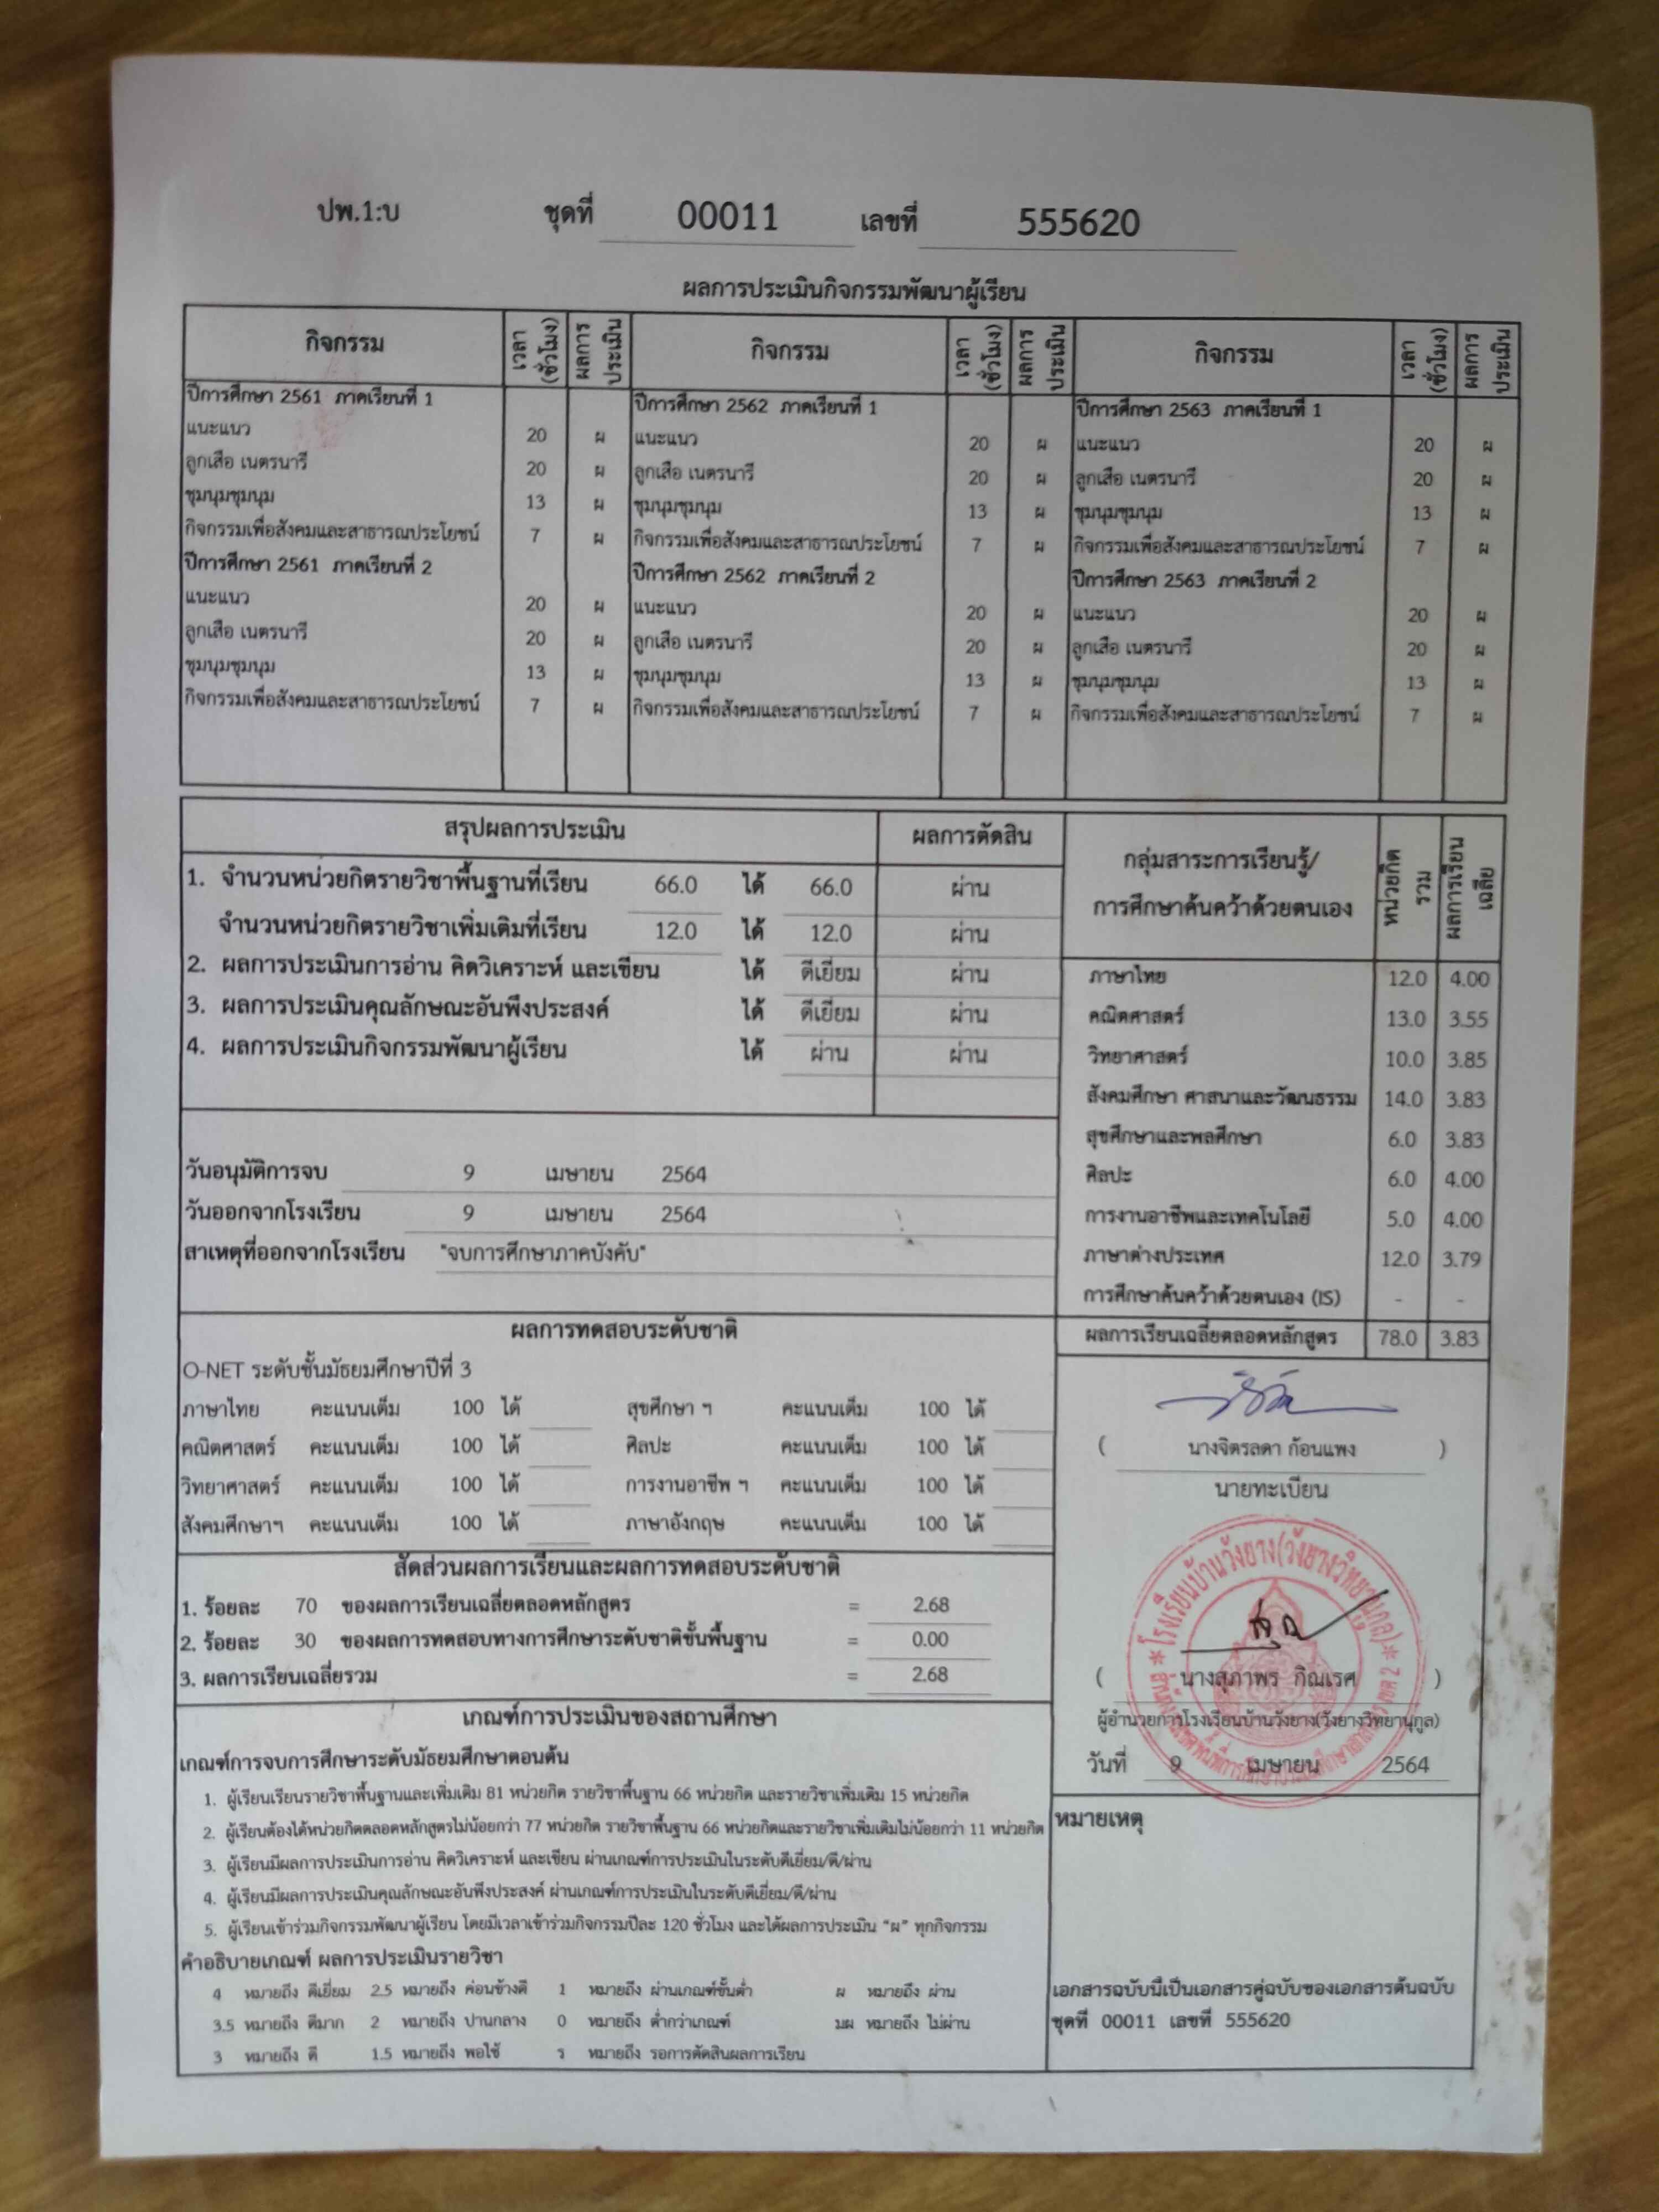 ปพ.1:บ ชุดที่ 00011 เลขที่ 555620
ผลการประเมินกิจกรรมพัฒนาผู้เรียน
กิจกรรม เวลา (ชั่วโมง) ผลการ ประเมิน กิจกรรม เวลา (ชั่วโมง) ผลการ ประเมิน กิจกรรม เวลา (ชั่วโมง) ผลการ ประเมิน
ปีการศึกษา 2561 ภาคเรียนที่ 1 ปีการศึกษา 2562 ภาคเรียนที่ 1 ปีการศึกษา 2563 ภาคเรียนที่ 1
แนะแนว 20 ผ แนะแนว 20 ผ แนะแนว 20 ผ
ลูกเสือ เนตรนารี 20 ผ ลูกเสือ เนตรนารี 20 ผ ลูกเสือ เนตรนารี 20 ผ
ชุมนุมชุมนุม 13 ผ ชุมนุมชุมนุม 13 ผ ชุมนุมชุมนุม 13 ผ
กิจกรรมเพื่อสังคมและสาธารณประโยชน์ 7 ผ กิจกรรมเพื่อสังคมและสาธารณประโยชน์ 7 ผ กิจกรรมเพื่อสังคมและสาธารณประโยชน์ 7 ผ
ปีการศึกษา 2561 ภาคเรียนที่ 2 ปีการศึกษา 2562 ภาคเรียนที่ 2 ปีการศึกษา 2563 ภาคเรียนที่ 2
แนะแนว 20 ผ แนะแนว 20 ผ แนะแนว 20 ผ
ลูกเสือ เนตรนารี 20 ผ ลูกเสือ เนตรนารี 20 ผ ลูกเสือ เนตรนารี 20 ผ
ชุมนุมชุมนุม 13 ผ ชุมนุมชุมนุม 13 ผ ชุมนุมชุมนุม 13 ผ
กิจกรรมเพื่อสังคมและสาธารณประโยชน์ 7 ผ กิจกรรมเพื่อสังคมและสาธารณประโยชน์ 7 ผ กิจกรรมเพื่อสังคมและสาธารณประโยชน์ 7 ผ
สรุปผลการประเมิน ผลการตัดสิน
1. จำนวนหน่วยกิตรายวิชาพื้นฐานที่เรียน 66.0 ได้ 66.0 ผ่าน
จำนวนหน่วยกิตรายวิชาเพิ่มเติมที่เรียน 12.0 ได้ 12.0 ผ่าน
2. ผลการประเมินการอ่าน คิดวิเคราะห์ และเขียน ได้ ดีเยี่ยม ผ่าน
3. ผลการประเมินคุณลักษณะอันพึงประสงค์ ได้ ดีเยี่ยม ผ่าน
4. ผลการประเมินกิจกรรมพัฒนาผู้เรียน ได้ ผ่าน ผ่าน
วันอนุมัติการจบ 9 เมษายน 2564
วันออกจากโรงเรียน 9 เมษายน 2564
สาเหตุที่ออกจากโรงเรียน "จบการศึกษาภาคบังคับ"
กลุ่มสาระการเรียนรู้/
การศึกษาค้นคว้าด้วยตนเอง หน่วยกิต รวม ผลการเรียน เฉลี่ย
ภาษาไทย 12.0 4.00
คณิตศาสตร์ 13.0 3.55
วิทยาศาสตร์ 10.0 3.85
สังคมศึกษา ศาสนาและวัฒนธรรม 14.0 3.83
สุขศึกษาและพลศึกษา 6.0 3.83
ศิลปะ 6.0 4.00
การงานอาชีพและเทคโนโลยี 5.0 4.00
ภาษาต่างประเทศ 12.0 3.79
การศึกษาค้นคว้าด้วยตนเอง (IS) - -
ผลการเรียนเฉลี่ยตลอดหลักสูตร 78.0 3.83
ผลการทดสอบระดับชาติ
O-NET ระดับชั้นมัธยมศึกษาปีที่ 3
ภาษาไทย คะแนนเต็ม 100 ได้ สุขศึกษา ฯ คะแนนเต็ม 100 ได้
คณิตศาสตร์ คะแนนเต็ม 100 ได้ ศิลปะ คะแนนเต็ม 100 ได้
วิทยาศาสตร์ คะแนนเต็ม 100 ได้ การงานอาชีพ ฯ คะแนนเต็ม 100 ได้
สังคมศึกษาฯ คะแนนเต็ม 100 ได้ ภาษาอังกฤษ คะแนนเต็ม 100 ได้
สัดส่วนผลการเรียนและผลการทดสอบระดับชาติ
1. ร้อยละ 70 ของผลการเรียนเฉลี่ยตลอดหลักสูตร = 2.68
2. ร้อยละ 30 ของผลการทดสอบทางการศึกษาระดับชาติขั้นพื้นฐาน = 0.00
3. ผลการเรียนเฉลี่ยรวม = 2.68
( นางจิตรลดา ก้อนแพง )
นายทะเบียน
โรงเรียนบ้านวังยาง(วังยางวิทยานุกูล)
( นางสุภาพร กิณเรศ )
ผู้อำนวยการโรงเรียนบ้านวังยาง(วังยางวิทยานุกูล)
วันที่ 9 เมษายน 2564
เกณฑ์การประเมินของสถานศึกษา
เกณฑ์การจบการศึกษาระดับมัธยมศึกษาตอนต้น
1. ผู้เรียนเรียนรายวิชาพื้นฐานและเพิ่มเติม 81 หน่วยกิต รายวิชาพื้นฐาน 66 หน่วยกิต และรายวิชาเพิ่มเติม 15 หน่วยกิต
2. ผู้เรียนต้องได้หน่วยกิตตลอดหลักสูตรไม่น้อยกว่า 77 หน่วยกิต รายวิชาพื้นฐาน 66 หน่วยกิตและรายวิชาเพิ่มเติมไม่น้อยกว่า 11 หน่วยกิต
3. ผู้เรียนมีผลการประเมินการอ่าน คิดวิเคราะห์ และเขียน ผ่านเกณฑ์การประเมินในระดับดีเยี่ยม/ดี/ผ่าน
4. ผู้เรียนมีผลการประเมินคุณลักษณะอันพึงประสงค์ ผ่านเกณฑ์การประเมินในระดับดีเยี่ยม/ดี/ผ่าน
5. ผู้เรียนเข้าร่วมกิจกรรมพัฒนาผู้เรียน โดยมีเวลาเข้าร่วมกิจกรรมปีละ 120 ชั่วโมง และได้ผลการประเมิน "ผ" ทุกกิจกรรม
คำอธิบายเกณฑ์ ผลการประเมินรายวิชา
4 หมายถึง ดีเยี่ยม 2.5 หมายถึง ค่อนข้างดี 1 หมายถึง ผ่านเกณฑ์ขั้นต่ำ ผ หมายถึง ผ่าน
3.5 หมายถึง ดีมาก 2 หมายถึง ปานกลาง 0 หมายถึง ต่ำกว่าเกณฑ์ มผ หมายถึง ไม่ผ่าน
3 หมายถึง ดี 1.5 หมายถึง พอใช้ ร หมายถึง รอการตัดสินผลการเรียน
หมายเหตุ
เอกสารฉบับนี้เป็นเอกสารคู่ฉบับของเอกสารต้นฉบับ
ชุดที่ 00011 เลขที่ 555620